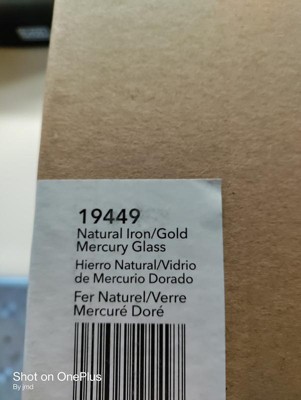 19449
Natural Iron/Gold
Mercury Glass
Hierro Natural/Vidrio
de Mercurio Dorado
Fer Naturel/Verre
Mercuré Doré
Shot on OnePlus
By jmd